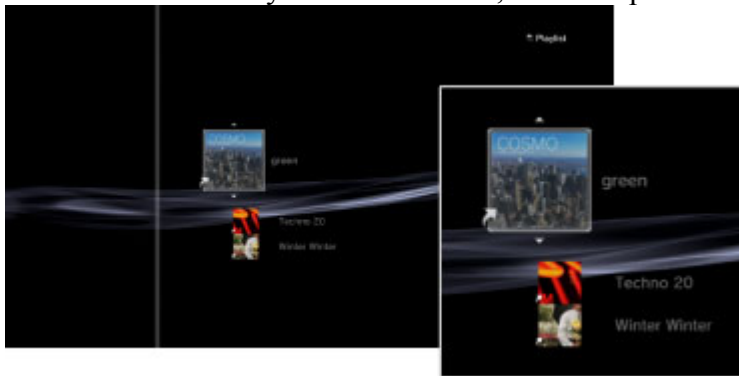 Playlist
COSMO
green
Techno 20
Winter Winter
COSMO
green
Techno 20
Winter Winter